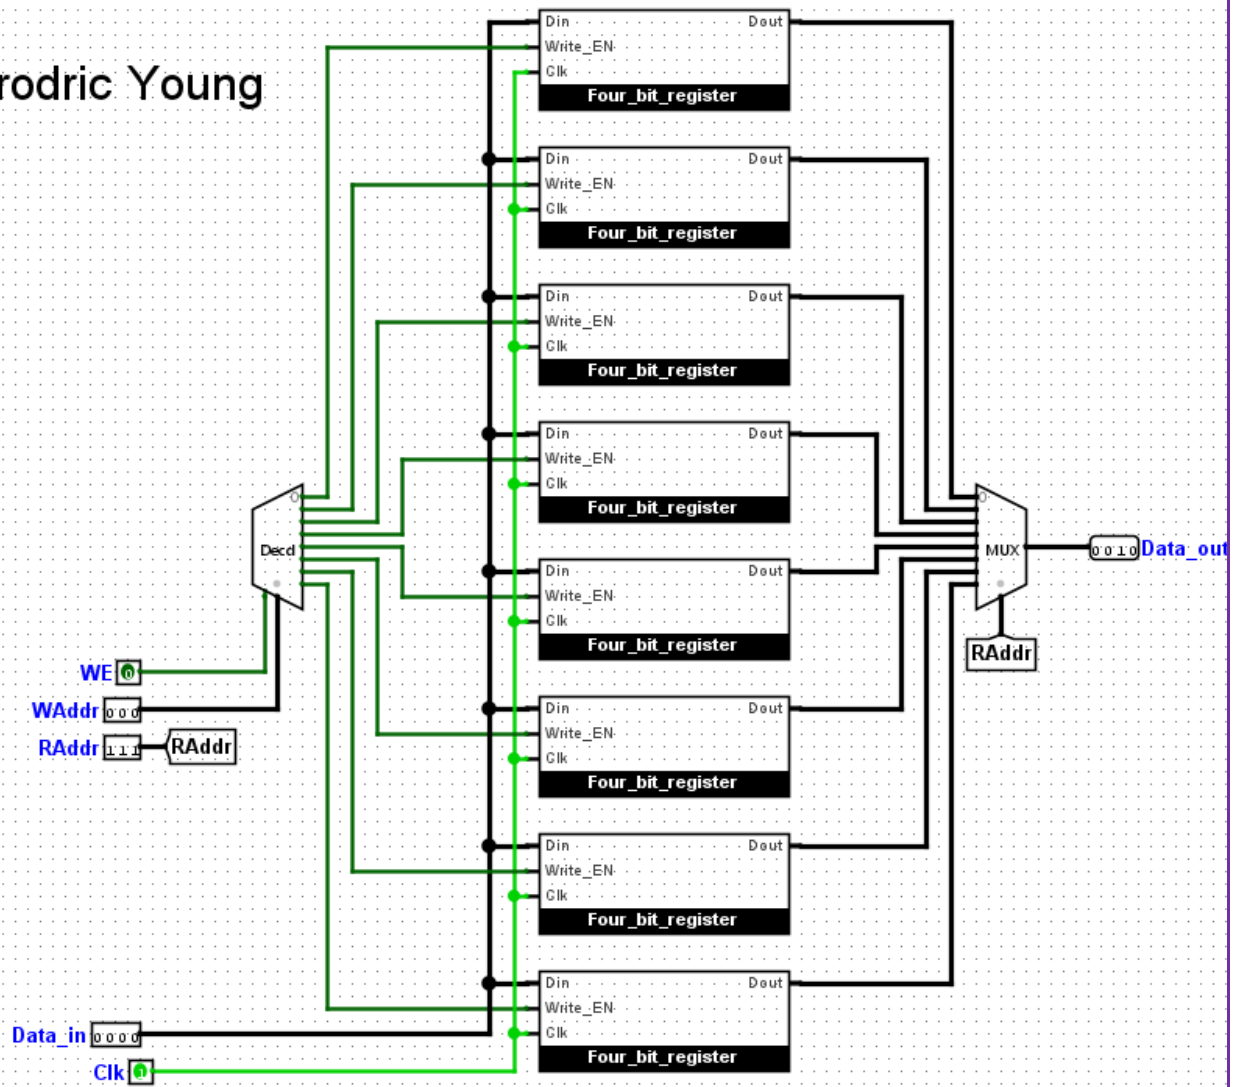 Din Dout
Write_EN
Clk
Four_bit_register
rodric Young
Din Dout
Write_EN
Clk
Four_bit_register
Din Dout
Write_EN
Clk
Four_bit_register
Din Dout
Write_EN
Clk
Four_bit_register
0
Decd
0
MUX
0010 Data_out
Din Dout
Write_EN
Clk
Four_bit_register
RAddr
WE 0
WAddr 000
RAddr 111 RAddr
Din Dout
Write_EN
Clk
Four_bit_register
Din Dout
Write_EN
Clk
Four_bit_register
Din Dout
Write_EN
Clk
Four_bit_register
Data_in 0000
Clk 1